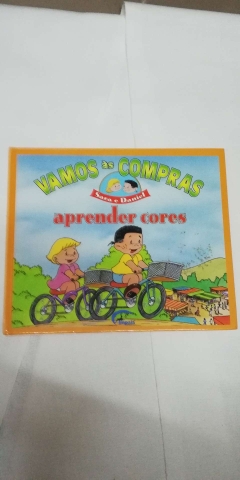 VAMOS às COMPRAS
Sara e Daniel
aprender cores